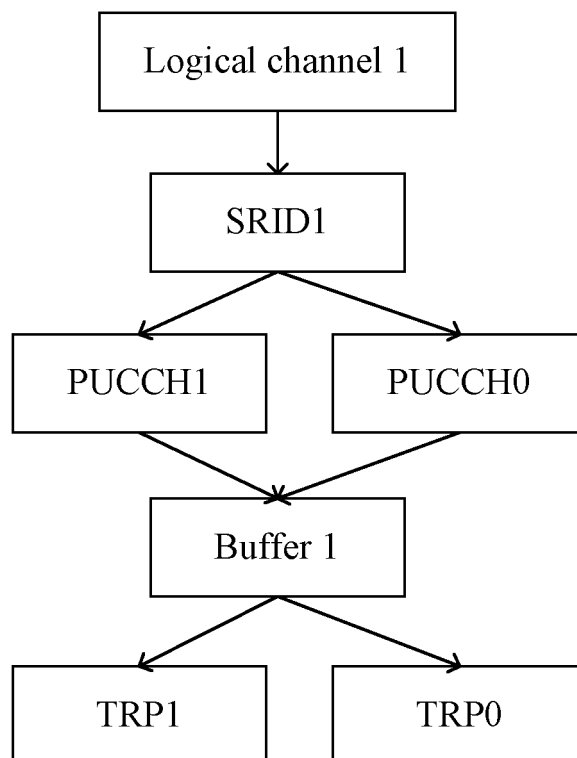 Logical channel 1
SRID1
PUCCH1
PUCCH0
Buffer 1
TRP1
TRP0